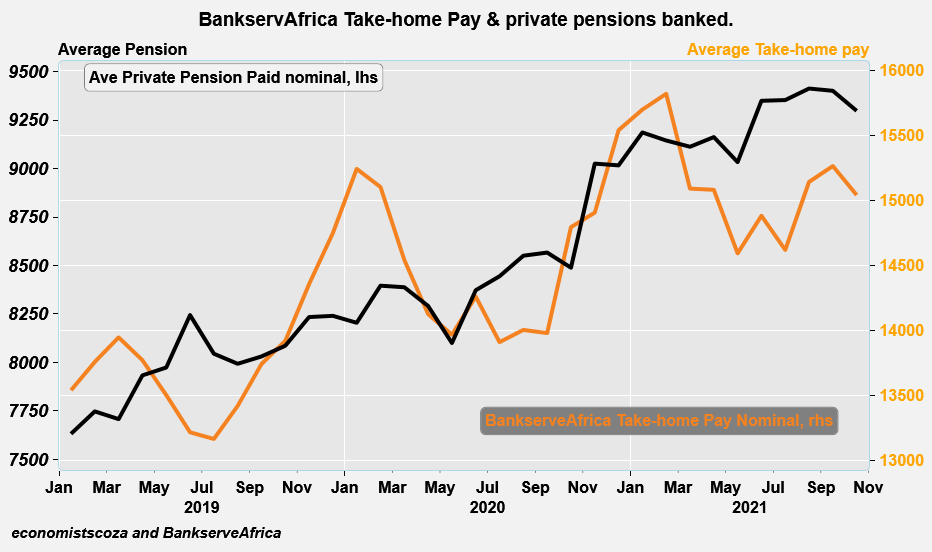 BankservAfrica Take-home Pay & private pensions banked.
Average Pension Average Take-home pay
Ave Private Pension Paid nominal, lhs
9500 16000
9250 15500
9000 15000
8750
8500 14500
8250 14000
8000
7750 13500
7500 13000
BankserveAfrica Take-home Pay Nominal, rhs
Jan Mar May Jul Sep Nov Jan Mar May Jul Sep Nov Jan Mar May Jul Sep Nov
2019 2020 2021
economistscoza and BankserveAfrica